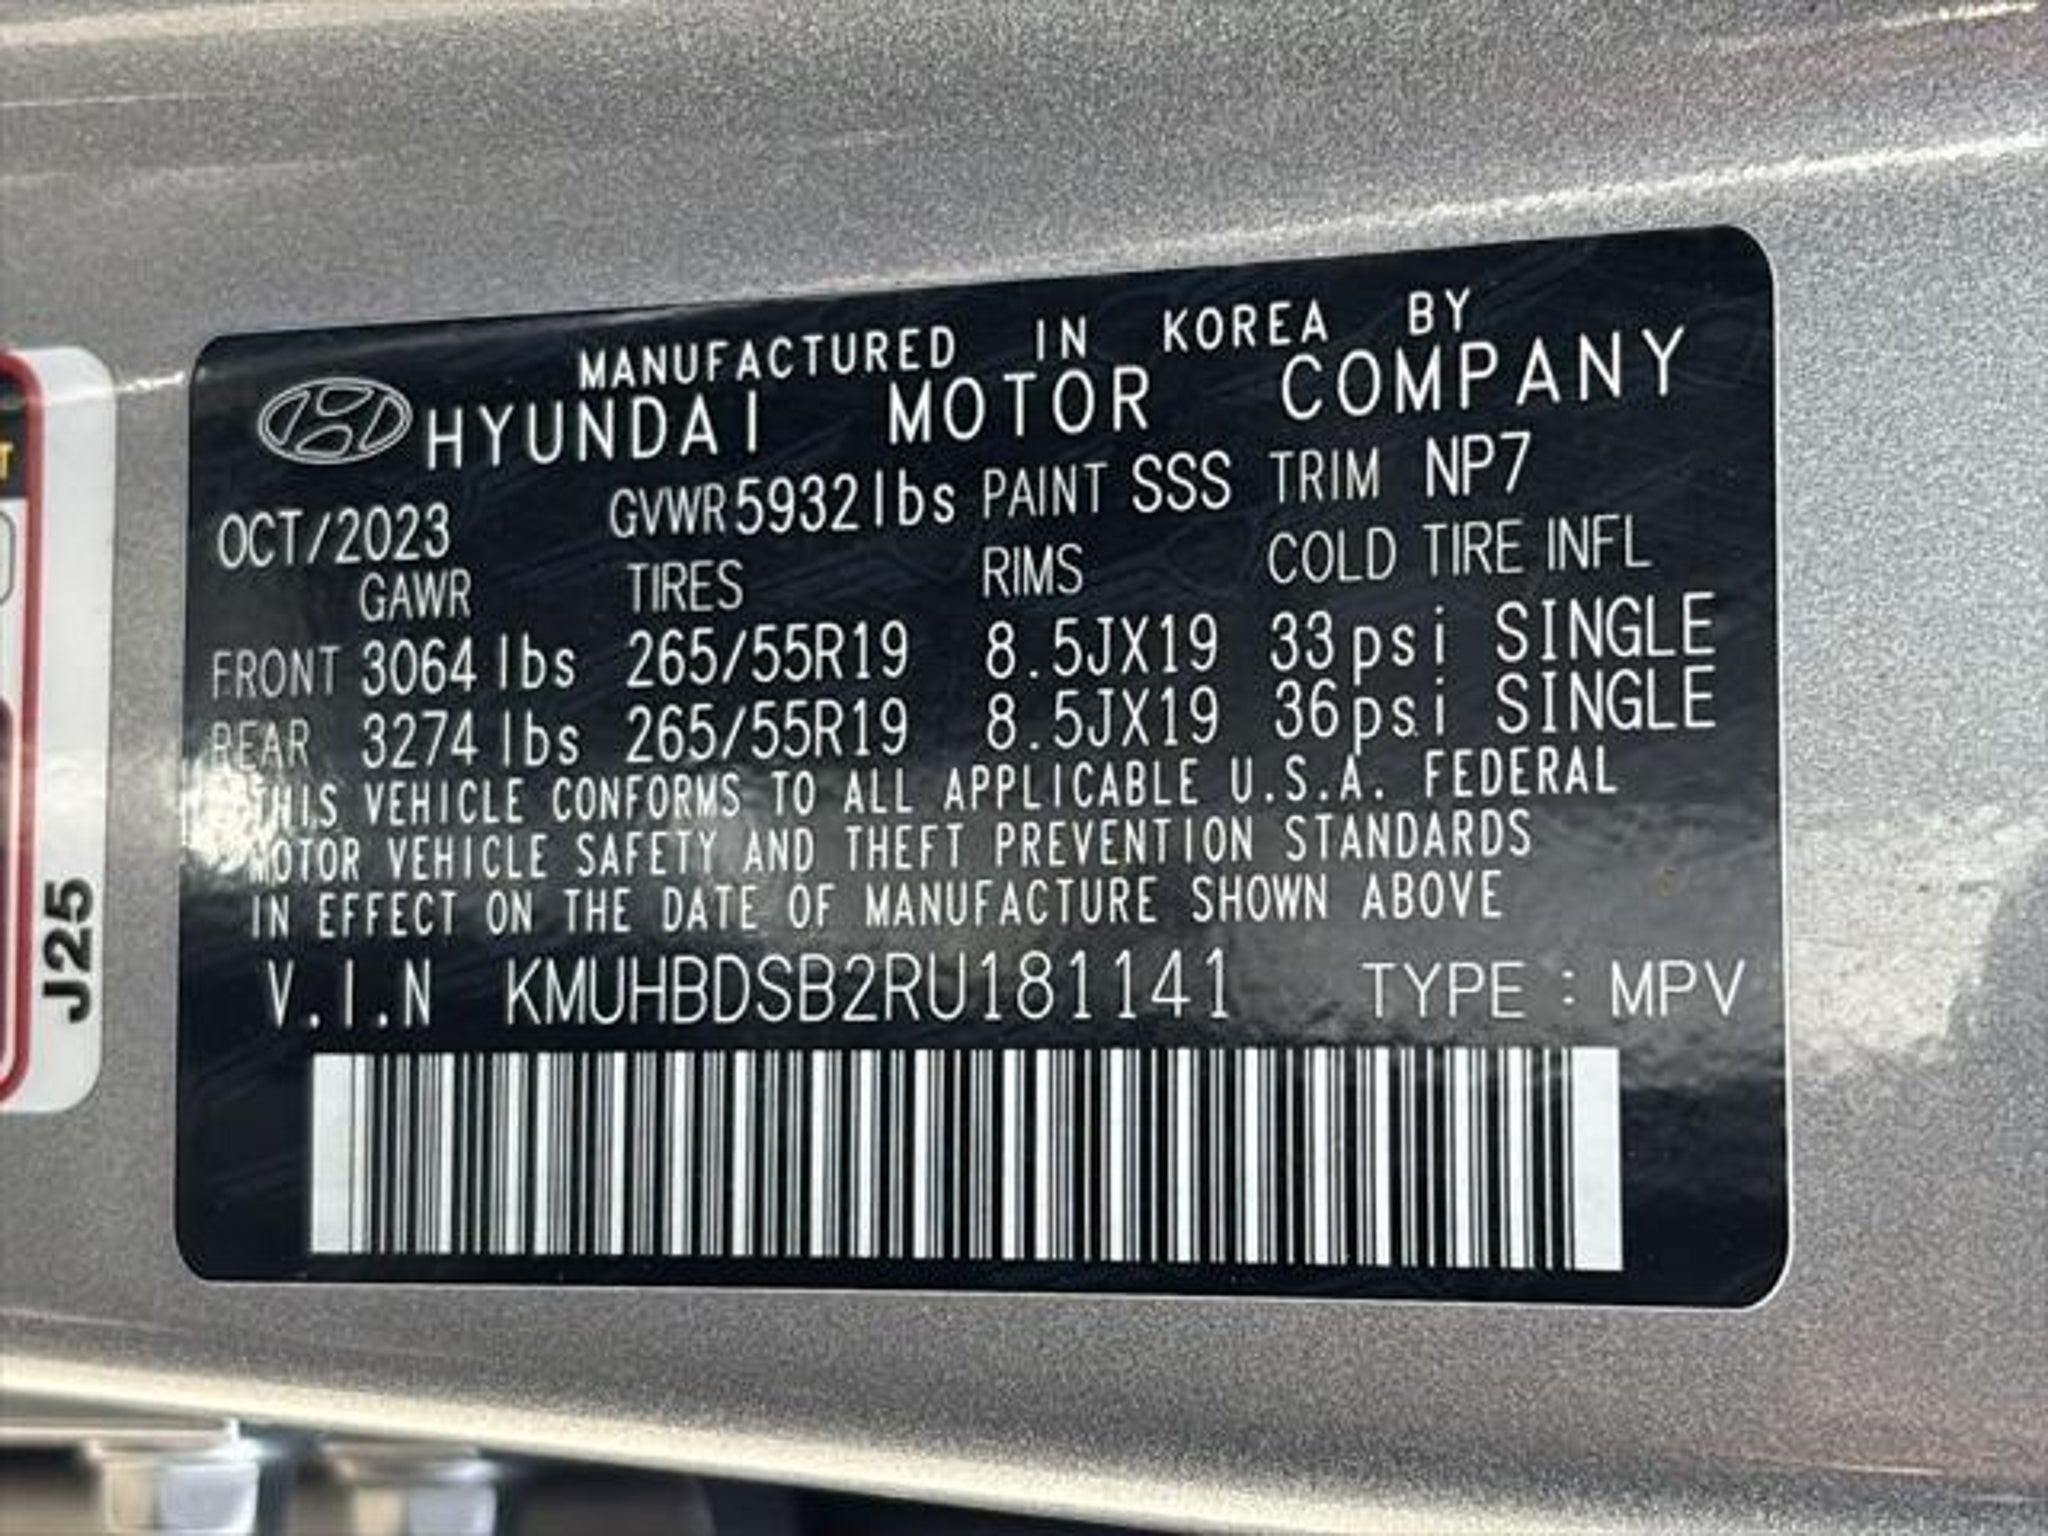 MANUFACTURED IN KOREA BY
HYUNDAI MOTOR COMPANY
OCT/2023 GVWR 5932lbs PAINT SSS TRIM NP7
GAWR TIRES RIMS COLD TIRE INFL
FRONT 3064 lbs 265/55R19 8.5JX19 33psi SINGLE
REAR 3274 lbs 265/55R19 8.5JX19 36psi SINGLE
THIS VEHICLE CONFORMS TO ALL APPLICABLE U.S.A. FEDERAL
MOTOR VEHICLE SAFETY AND THEFT PREVENTION STANDARDS
IN EFFECT ON THE DATE OF MANUFACTURE SHOWN ABOVE
V.I.N KMUHBDSB2RU181141 TYPE : MPV
J25
T